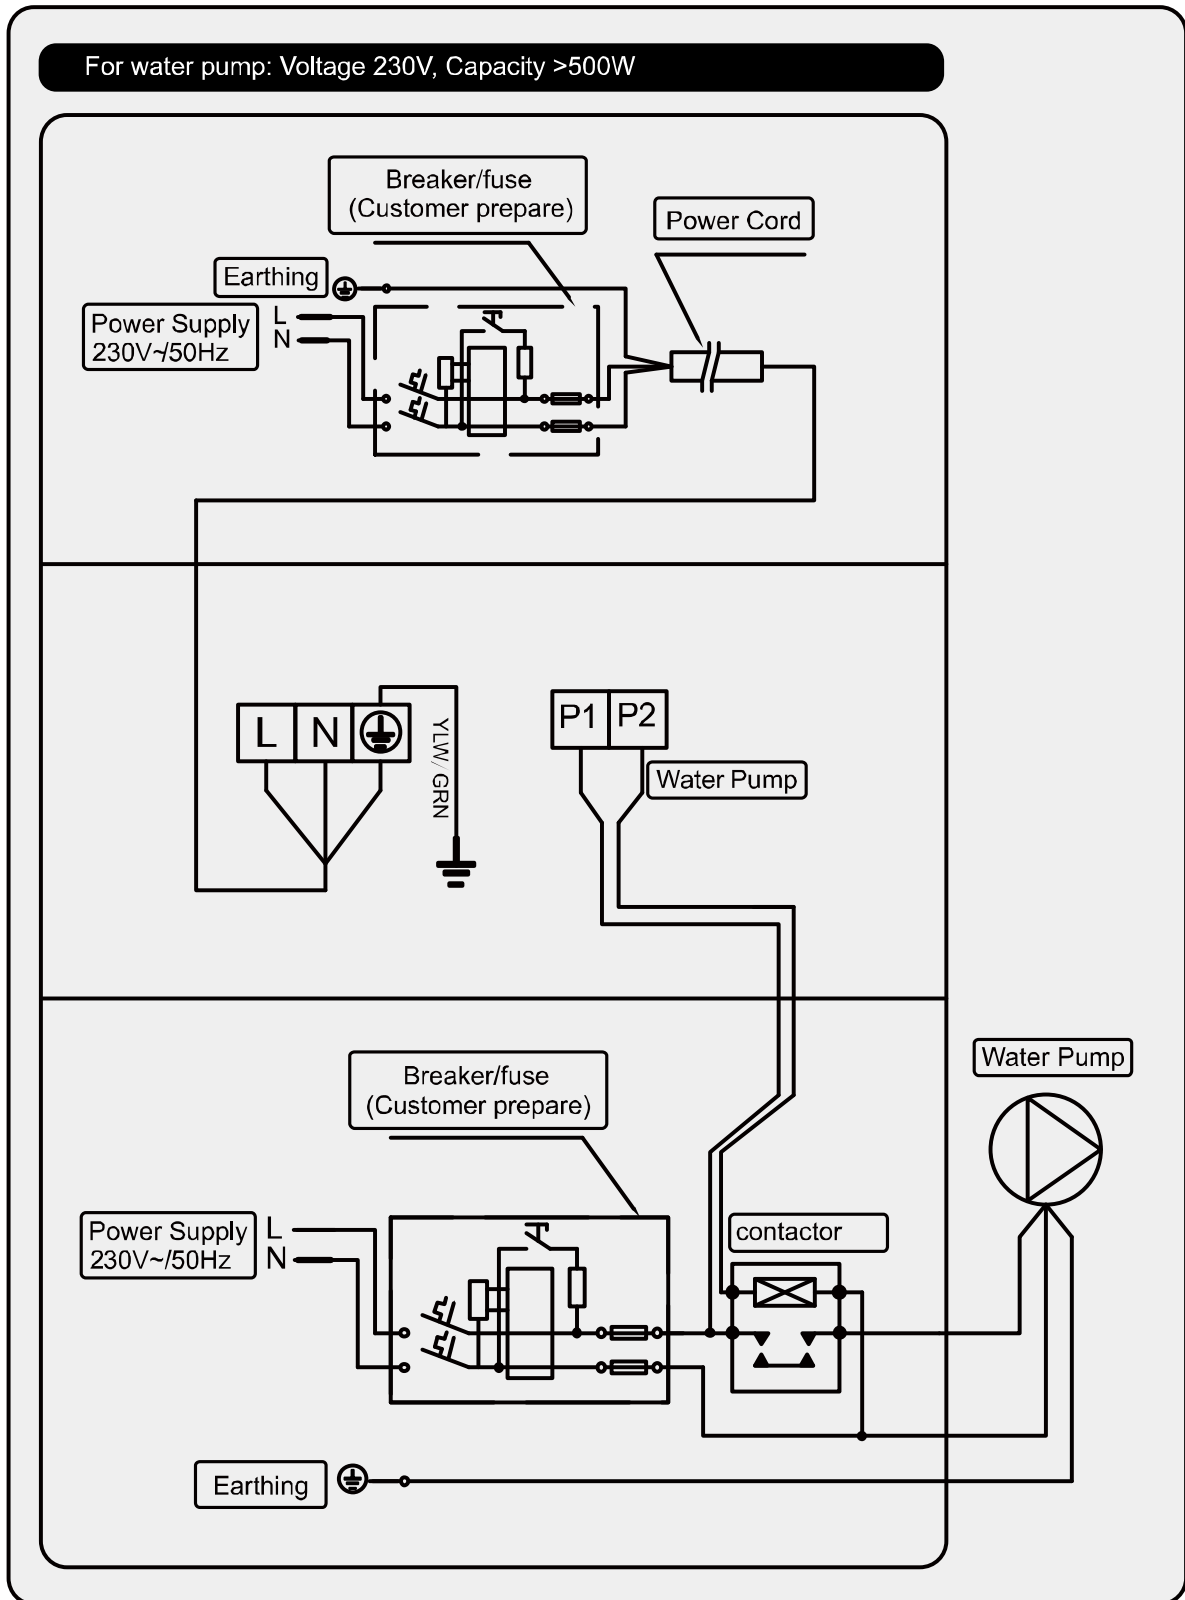 For water pump: Voltage 230V, Capacity >500W
Breaker/fuse
(Customer prepare)
Power Cord
Earthing
Power Supply
230V~/50Hz
L
N
L N
YLW/GRN
P1 P2
Water Pump
Breaker/fuse
(Customer prepare)
Water Pump
Power Supply
230V~/50Hz
L
N
contactor
Earthing